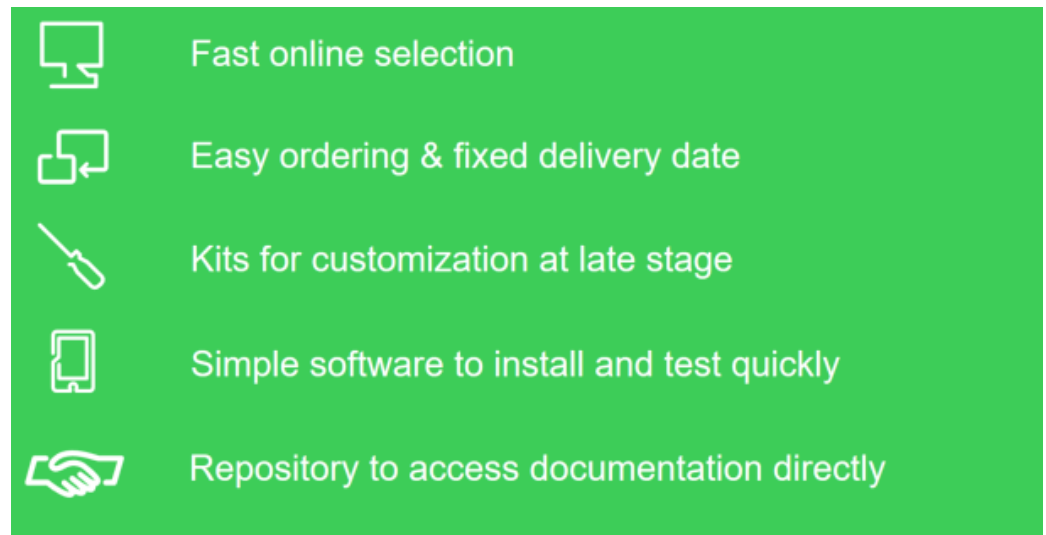 Fast online selection
Easy ordering & fixed delivery date
Kits for customization at late stage
Simple software to install and test quickly
Repository to access documentation directly